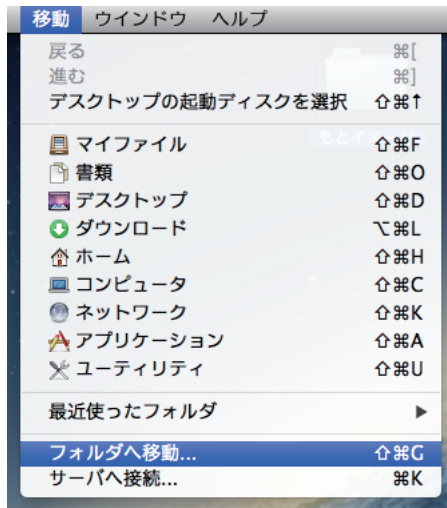 移動 ウインドウ ヘルプ
戻る ⌘[
進む ⌘]
デスクトップの起動ディスクを選択 ⇧⌘↑
マイファイル ⇧⌘F
書類 ⇧⌘O
デスクトップ ⇧⌘D
ダウンロード ⌥⌘L
ホーム ⇧⌘H
コンピュータ ⇧⌘C
ネットワーク ⇧⌘K
アプリケーション ⇧⌘A
ユーティリティ ⇧⌘U
最近使ったフォルダ ▶
フォルダへ移動... ⇧⌘G
サーバへ接続... ⌘K